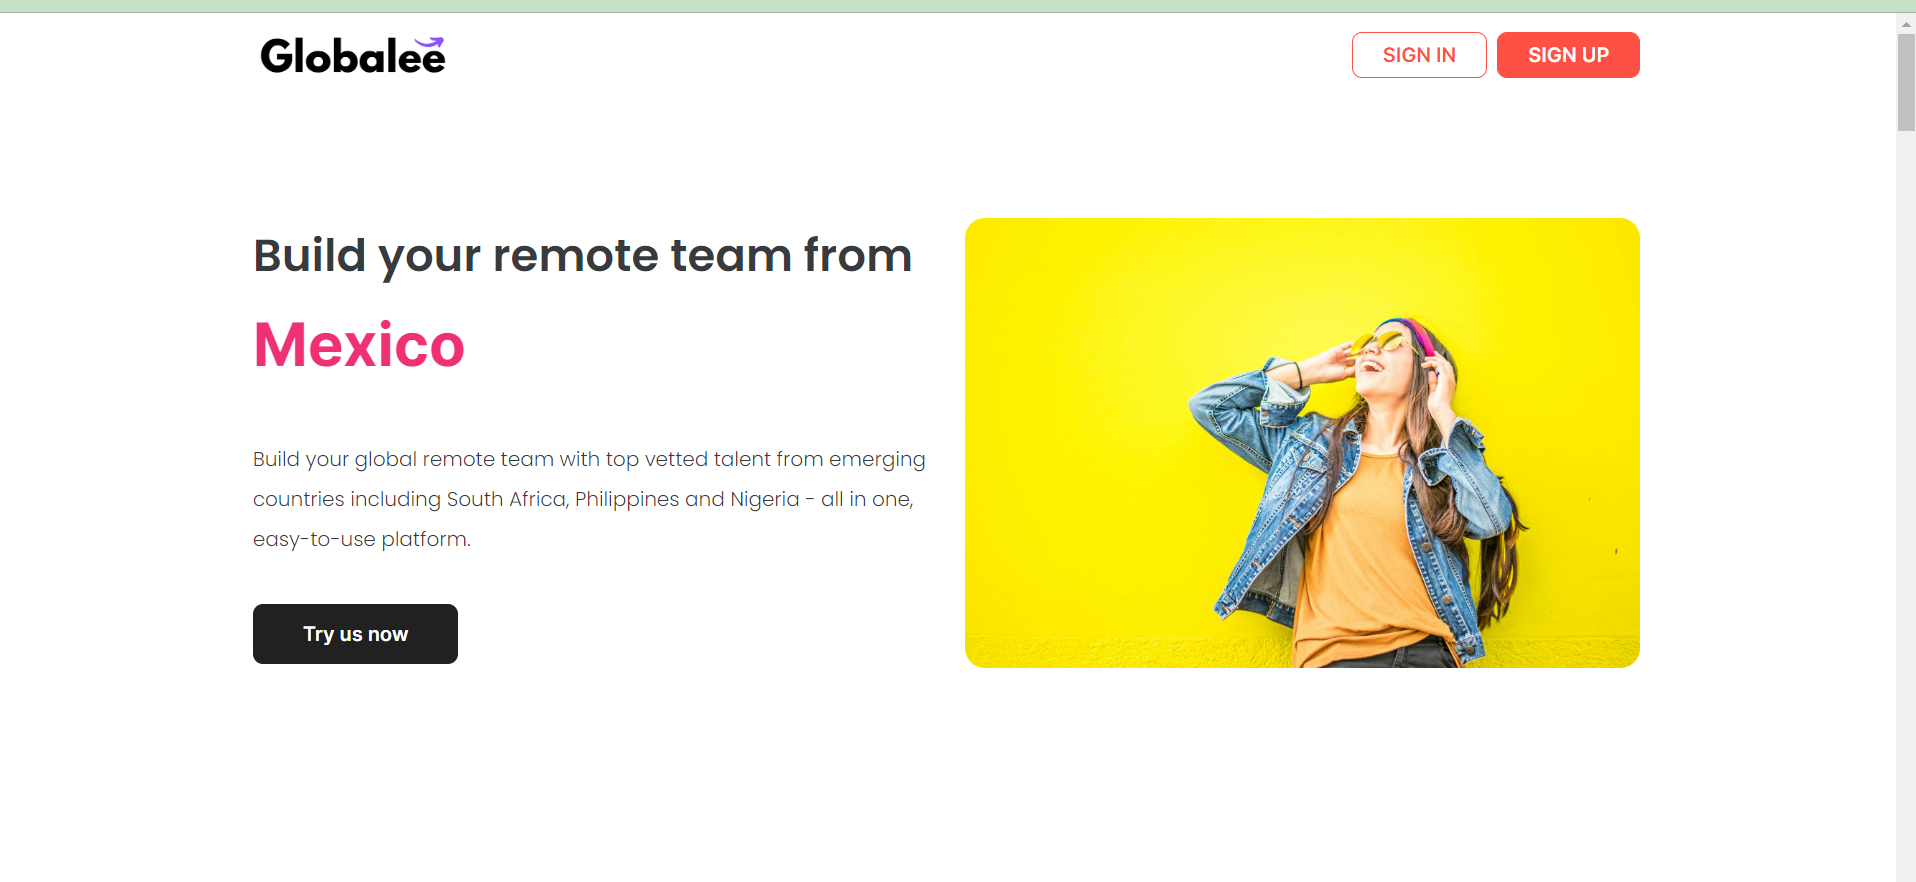 Globalee
SIGN IN
SIGN UP
Build your remote team from
Mexico
Build your global remote team with top vetted talent from emerging
countries including South Africa, Philippines and Nigeria - all in one,
easy-to-use platform.
Try us now